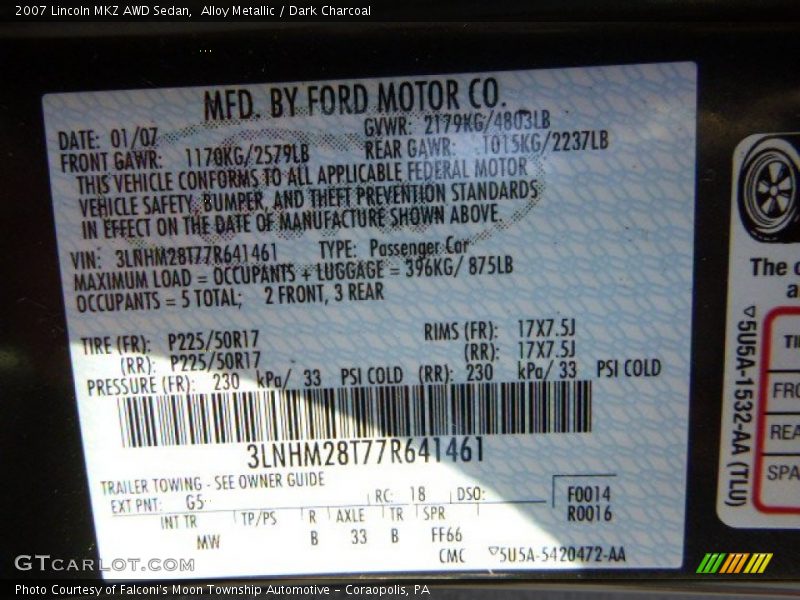 2007 Lincoln MKZ AWD Sedan,  Alloy Metallic / Dark Charcoal
MFD. BY FORD MOTOR CO.
DATE: 01/07 GVWR: 2179KG/4803LB
FRONT GAWR: 1170KG/2579LB REAR GAWR: 1015KG/2237LB
THIS VEHICLE CONFORMS TO ALL APPLICABLE FEDERAL MOTOR
VEHICLE SAFETY, BUMPER, AND THEFT PREVENTION STANDARDS
IN EFFECT ON THE DATE OF MANUFACTURE SHOWN ABOVE.
VIN: 3LNHM28T77R641461 TYPE: Passenger Car
MAXIMUM LOAD = OCCUPANTS + LUGGAGE = 396KG/ 875LB
OCCUPANTS = 5 TOTAL; 2 FRONT, 3 REAR
TIRE (FR): P225/50R17 RIMS (FR): 17X7.5J
(RR): P225/50R17 (RR): 17X7.5J
PRESSURE (FR): 230 kPa/ 33 PSI COLD (RR): 230 kPa/ 33 PSI COLD
3LNHM28T77R641461
TRAILER TOWING - SEE OWNER GUIDE
EXT PNT: G5 RC: 18 DSO: F0014
R0016
INT TR TP/PS R AXLE TR SPR
MW B 33 B FF66
CMC 5U5A-5420472-AA
The
5U5A-1532-AA (TLU)
GTCARLOT.COM
Photo Courtesy of Falconi's Moon Township Automotive – Coraopolis, PA